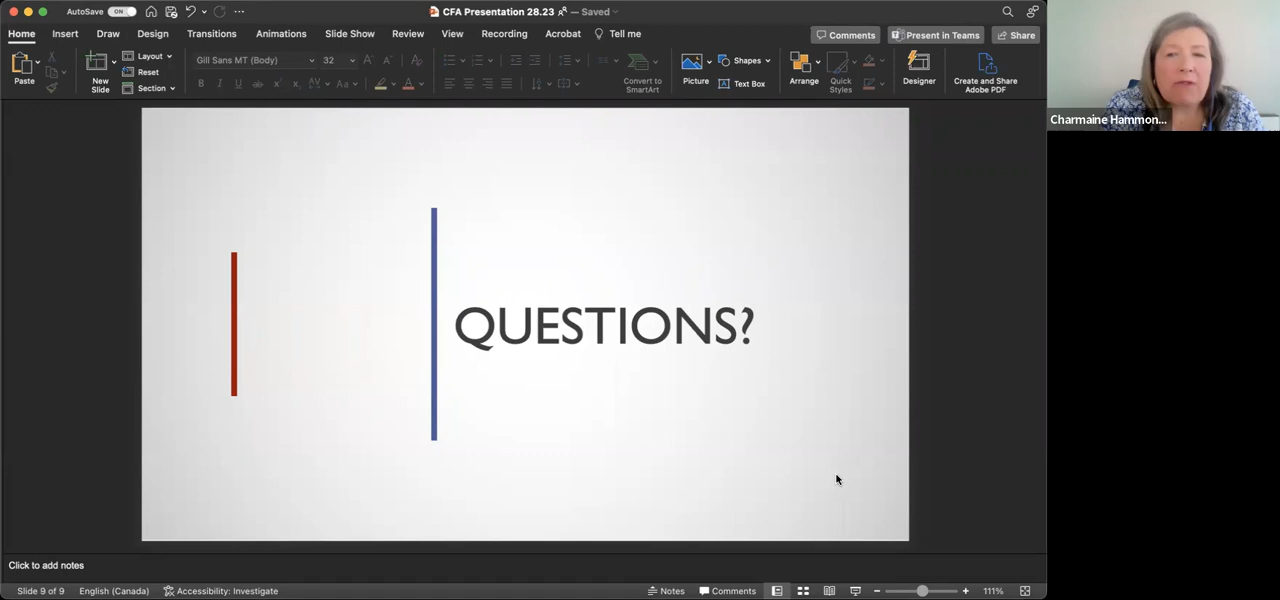 AutoSave ON
CFA Presentation 28.23 — Saved
Home Insert Draw Design Transitions Animations Slide Show Review View Recording Acrobat Tell me
Comments Present in Teams Share
Paste
New
Slide
Layout
Reset
Section
Gill Sans MT (Body) 32
Convert to
SmartArt
Picture
Shapes
Text Box
Arrange
Quick
Styles
Designer
Create and Share
Adobe PDF
Charmaine Hammon...
QUESTIONS?
Click to add notes
Slide 9 of 9 English (Canada) Accessibility: Investigate Notes Comments 111%